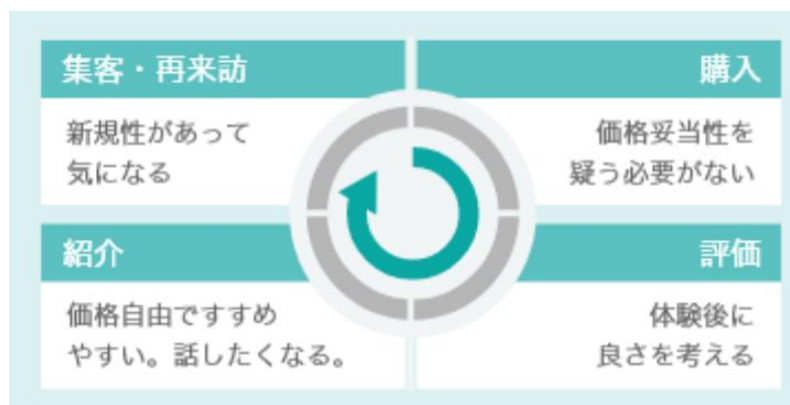 集客・再来訪
新規性があって
気になる
購入
価格妥当性を
疑う必要がない
紹介
価格自由ですすめ
やすい。話したくなる。
評価
体験後に
良さを考える